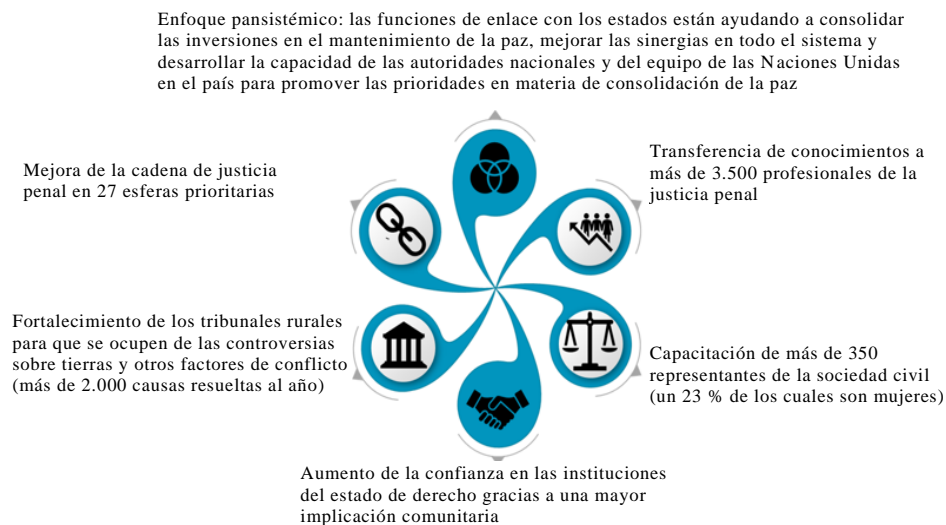 Enfoque pansistémico: las funciones de enlace con los estados están ayudando a consolidar
las inversiones en el mantenimiento de la paz, mejorar las sinergias en todo el sistema y
desarrollar la capacidad de las autoridades nacionales y del equipo de las Naciones Unidas
en el país para promover las prioridades en materia de consolidación de la paz
Mejora de la cadena de justicia
penal en 27 esferas prioritarias
Transferencia de conocimientos a
más de 3.500 profesionales de la
justicia penal
Fortalecimiento de los tribunales rurales
para que se ocupen de las controversias
sobre tierras y otros factores de conflicto
(más de 2.000 causas resueltas al año)
Capacitación de más de 350
representantes de la sociedad civil
(un 23 % de los cuales son mujeres)
Aumento de la confianza en las instituciones
del estado de derecho gracias a una mayor
implicación comunitaria